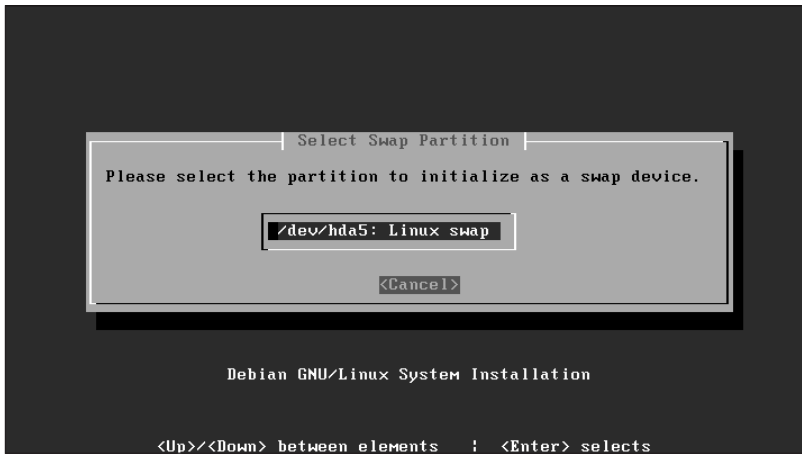 Select Swap Partition
Please select the partition to initialize as a swap device.
/dev/hda5: Linux swap
<Cancel>
Debian GNU/Linux System Installation
<Up>/<Down> between elements ¦ <Enter> selects